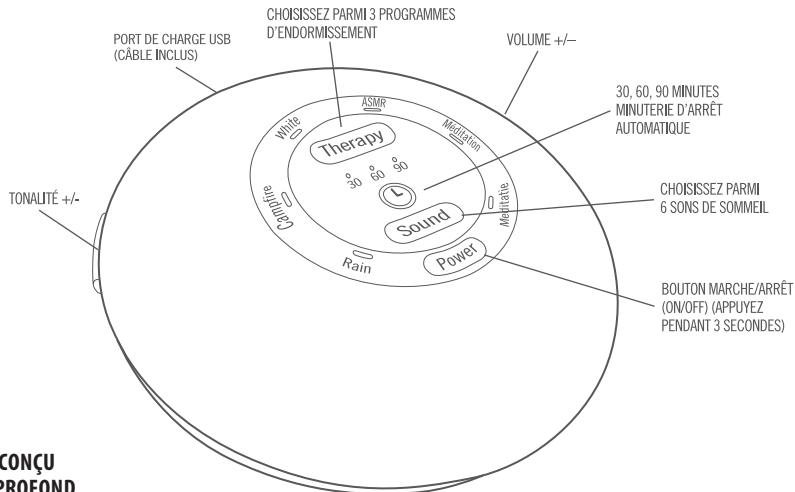 CHOISISSEZ PARMI 3 PROGRAMMES
D'ENDORMISSEMENT
PORT DE CHARGE USB
(CÂBLE INCLUS)
VOLUME +/–
30, 60, 90 MINUTES
MINUTERIE D'ARRÊT
AUTOMATIQUE
TONALITÉ +/-
CHOISISSEZ PARMI
6 SONS DE SOMMEIL
BOUTON MARCHE/ARRÊT
(ON/OFF) (APPUYEZ
PENDANT 3 SECONDES)
White
ASMR
Méditation
Therapy
30 60 90
Campfire
Meditatie
Sound
Rain
Power
CONÇU
PROFOND